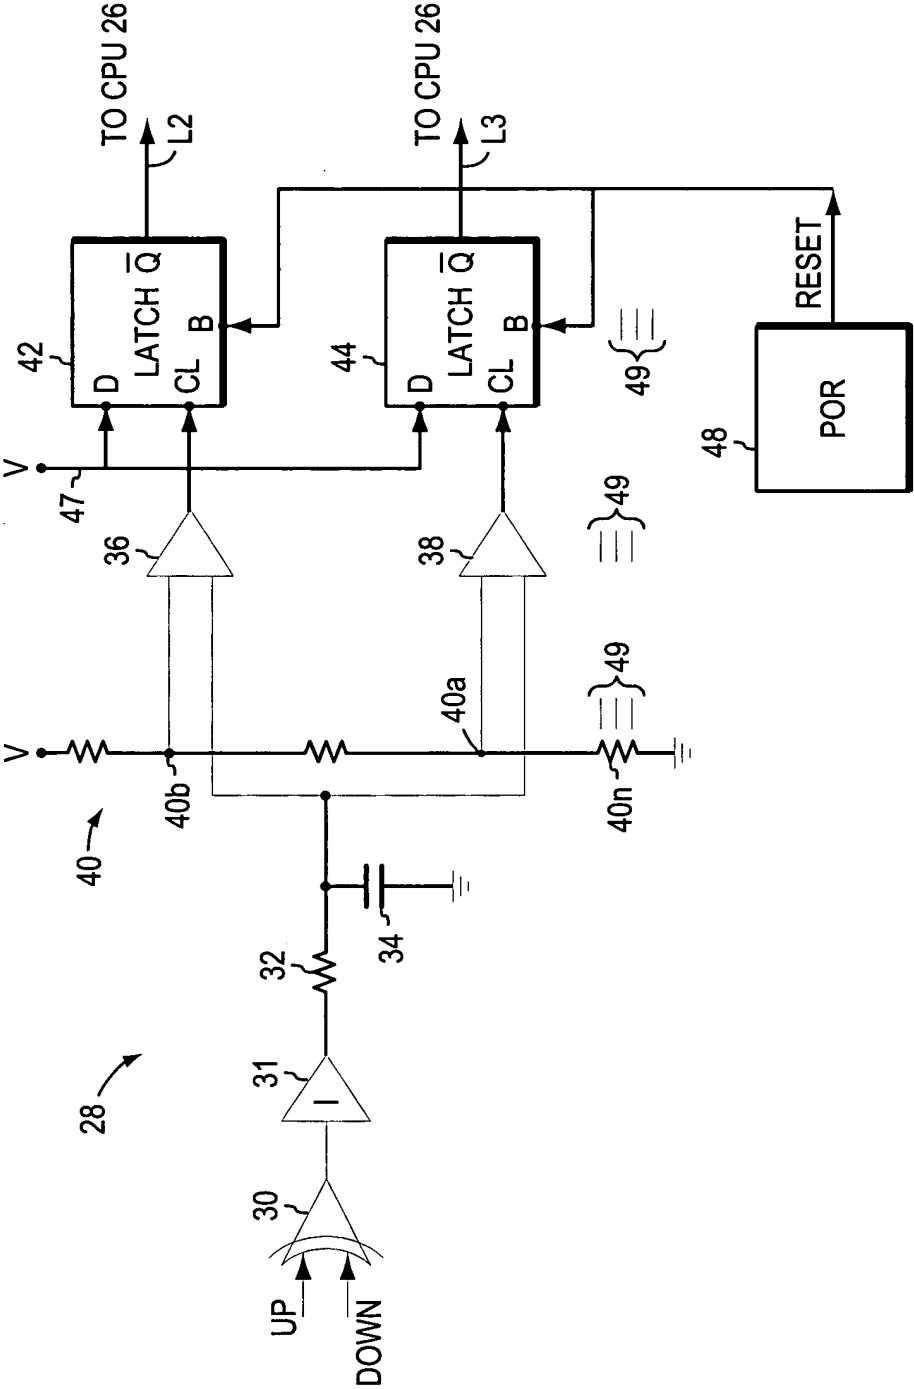 UP
DOWN
30
31
28
32
34
40
V
40b
40a
40n
49
36
38
49
V
47
42
D
CL
LATCH Q̅
B
L2
TO CPU 26
44
D
CL
LATCH Q̅
B
L3
TO CPU 26
49
48
POR
RESET